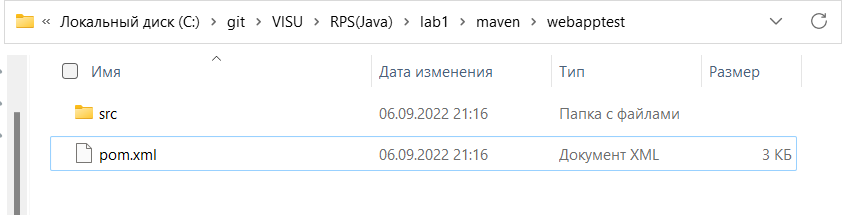 « Локальный диск (C:) > git > VISU > RPS(Java) > lab1 > maven > webapptest
Имя Дата изменения Тип Размер
src 06.09.2022 21:16 Папка с файлами
pom.xml 06.09.2022 21:16 Документ XML 3 КБ